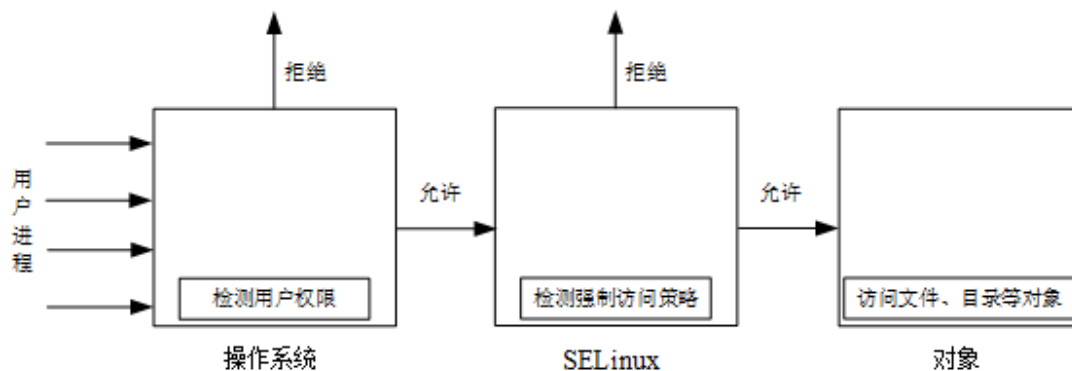 拒绝
拒绝
用户进程
允许
允许
检测用户权限
检测强制访问策略
访问文件、目录等对象
操作系统
SELinux
对象